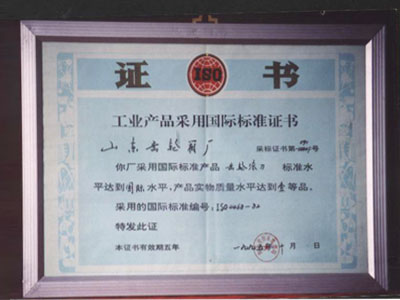 证 ISO 书
工业产品采用国际标准证书
山东 厂
采标证书第 号
你厂采用国际标准产品 标准水
平达到国际水平,产品实物质量水平达到壹等品。
采用的国际标准编号:ISO
特发此证
本证书有效期五年 一九九 年 月 日